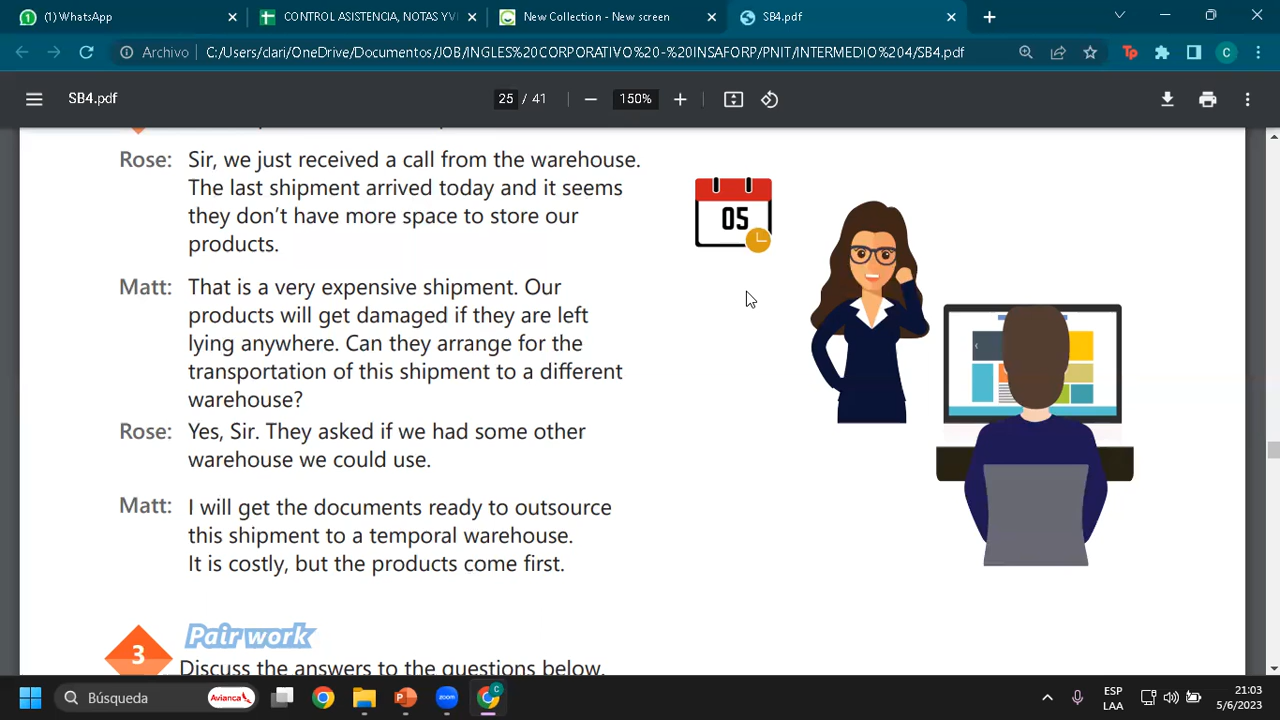 (1) WhatsApp
CONTROL ASISTENCIA, NOTAS YVI
New Collection - New screen
SB4.pdf
Archivo
C:/Users/clari/OneDrive/Documentos/JOB/INGLES%20CORPORATIVO%20-%20INSAFORP/PNIT/INTERMEDIO%204/SB4.pdf
C
SB4.pdf
25 / 41
150%
Rose: Sir, we just received a call from the warehouse.
The last shipment arrived today and it seems
they don't have more space to store our
products.
05
Matt: That is a very expensive shipment. Our
products will get damaged if they are left
lying anywhere. Can they arrange for the
transportation of this shipment to a different
warehouse?
Rose: Yes, Sir. They asked if we had some other
warehouse we could use.
Matt: I will get the documents ready to outsource
this shipment to a temporal warehouse.
It is costly, but the products come first.
3
Pair work
Discuss the answers to the questions below.
Búsqueda
Avianca
zoom
ESP
LAA
21:03
5/6/2023